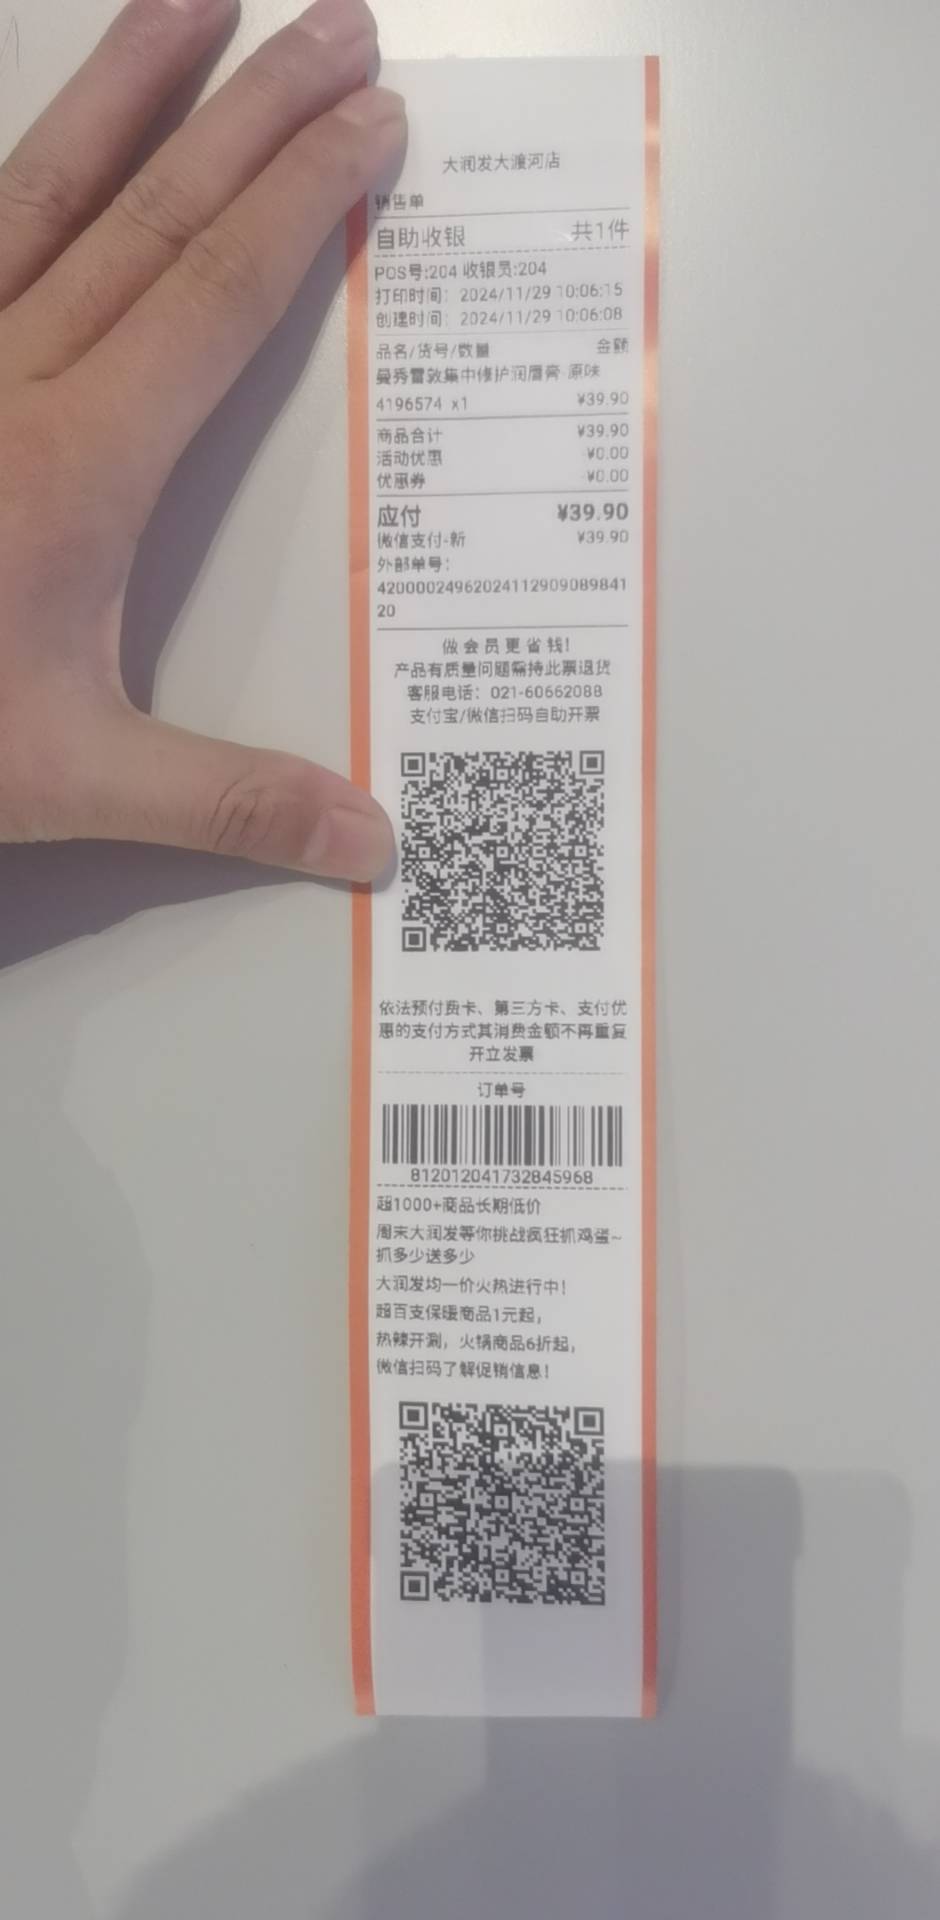 大润发大渡河店
销售单
自助收银 共1件
POS号:204 收银员:204
打印时间：2024/11/29 10:06:15
创建时间：2024/11/29 10:06:08
品名/货号/数量 金额
曼秀雷敦集中修护润唇膏-原味
4196574 x1 ¥39.90
商品合计 ¥39.90
活动优惠 -¥0.00
优惠券 -¥0.00
应付 ¥39.90
微信支付-新 ¥39.90
外部单号：
42000024962024112909089841
20
做会员更省钱!
产品有质量问题需持此票退货
客服电话：021-60662088
支付宝/微信扫码自助开票
依法预付费卡、第三方卡、支付优
惠的支付方式其消费金额不再重复
开立发票
订单号
812012041732845968
超1000+商品长期低价
周末大润发等你挑战疯狂抓鸡蛋~
抓多少送多少
大润发均一价火热进行中!
超百支保暖商品1元起，
热辣开涮，火锅商品6折起，
微信扫码了解促销信息!